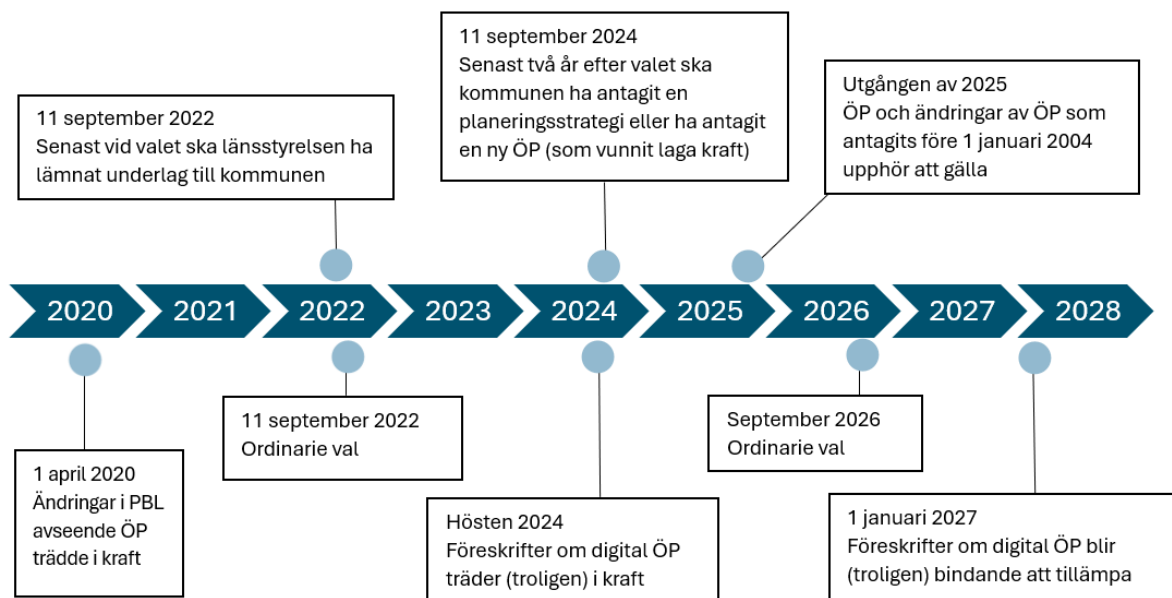 11 september 2022
Senast vid valet ska länsstyrelsen ha
lämnat underlag till kommunen
11 september 2024
Senast två år efter valet ska
kommunen ha antagit en
planeringsstrategi eller ha antagit
en ny ÖP (som vunnit laga kraft)
Utgången av 2025
ÖP och ändringar av ÖP som
antagits före 1 januari 2004
upphör att gälla
2020 2021 2022 2023 2024 2025 2026 2027 2028
1 april 2020
Ändringar i PBL
avseende ÖP
trädde i kraft
11 september 2022
Ordinarie val
Hösten 2024
Föreskrifter om digital ÖP
träder (troligen) i kraft
September 2026
Ordinarie val
1 januari 2027
Föreskrifter om digital ÖP blir
(troligen) bindande att tillämpa